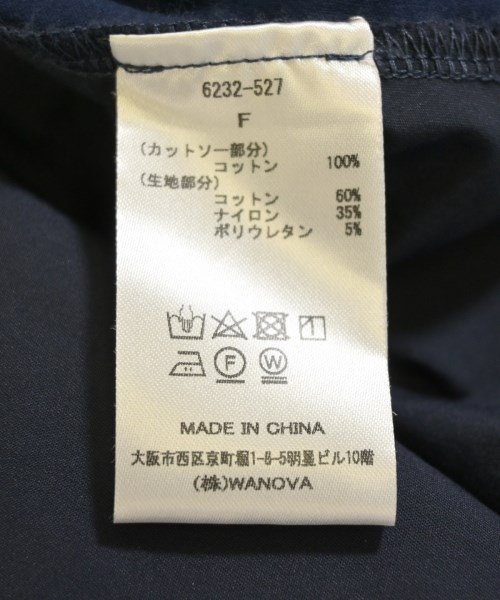 6232-527
F
(カットソー部分)
コットン 100%
(生地部分)
コットン 60%
ナイロン 35%
ポリウレタン 5%
F W
MADE IN CHINA
大阪市西区京町堀1-8-5明星ビル10階
(株)WANOVA